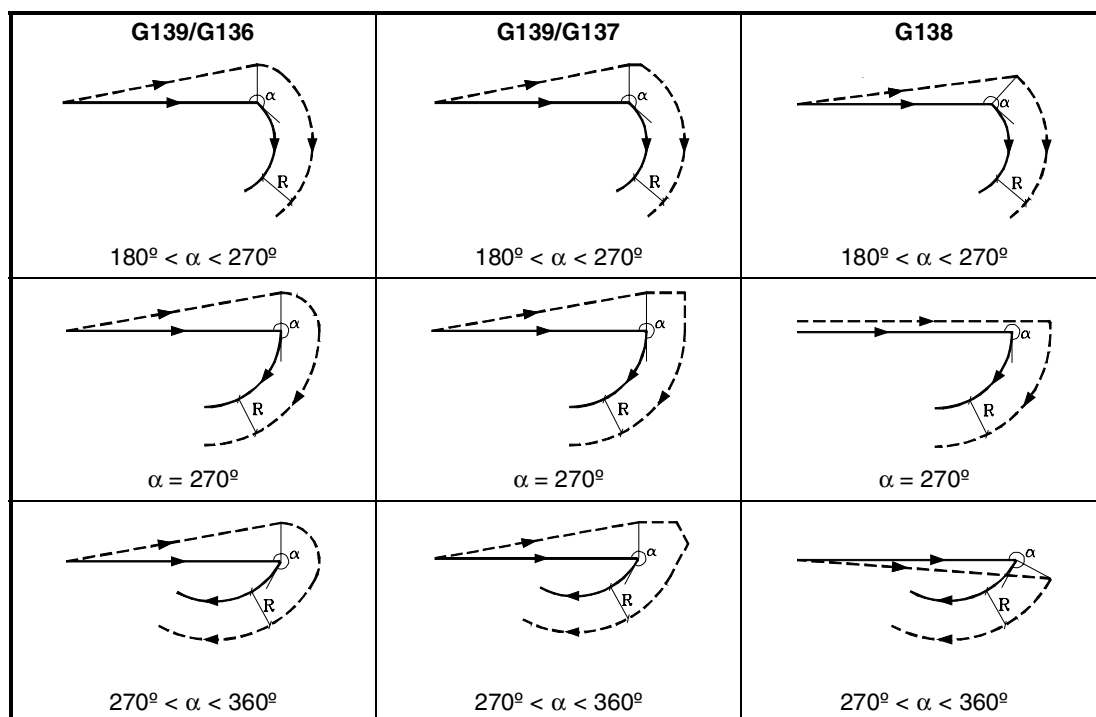 G139/G136 G139/G137 G138
α α α
R R R
180º < α < 270º 180º < α < 270º 180º < α < 270º
α α α
R R R
α = 270º α = 270º α = 270º
α α α
R R R
270º < α < 360º 270º < α < 360º 270º < α < 360º